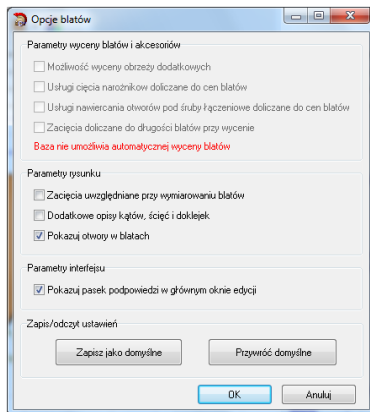 Opcje blatów
Parametry wyceny blatów i akcesoriów
Możliwość wyceny obrzeży dodatkowych
Usługi cięcia narożnikow doliczane do cen blatów
Usługi nawiercania otworów pod śruby łączeniowe doliczane do cen blatów
Zacięcia doliczane do długości blatów przy wycenie
Baza nie umożliwia automatycznej wyceny blatów
Parametry rysunku
Zacięcia uwzględniane przy wymiarowaniu blatów
Dodatkowe opisy kątów, ścięć i doklejek
Pokazuj otwory w blatach
Parametry interfejsu
Pokazuj pasek podpowiedzi w głównym oknie edycji
Zapis/odczyt ustawień
Zapisz jako domyślne Przywróć domyślne
OK Anuluj